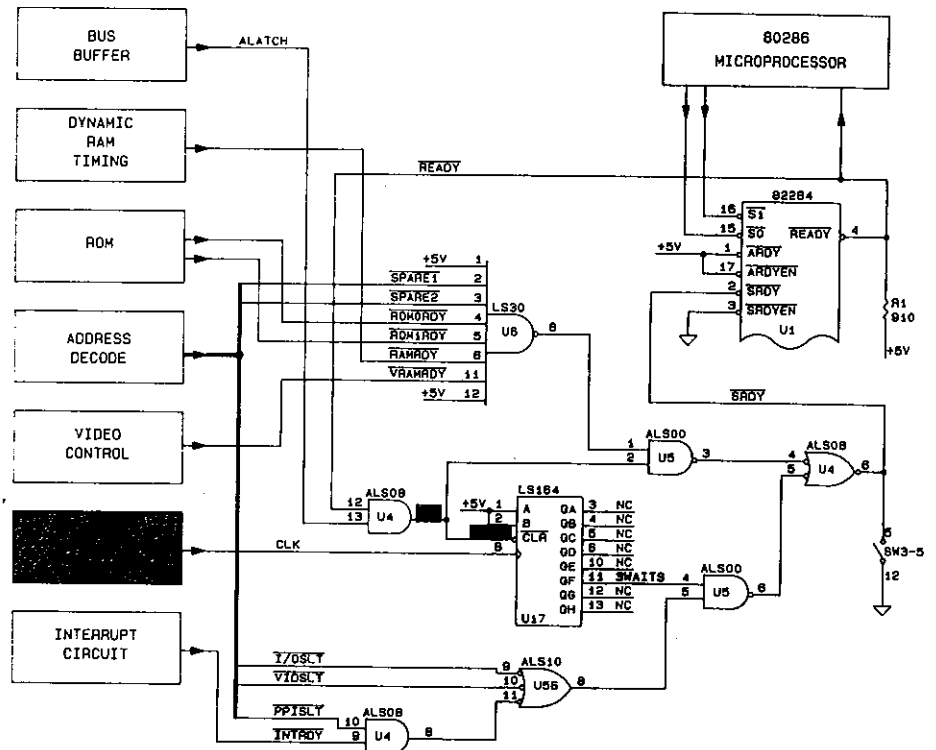 BUS
BUFFER
ALATCH
80286
MICROPROCESSOR
DYNAMIC
RAM
TIMING
READY
82284
16 S1
15 S0
READY 4
+5V
1 ARDY
17 ARDYEN
2 SRDY
3 SRDYEN
U1
R1
910
+5V
ROM
+5V 1
SPARE1 2
SPARE2 3
ROM0RDY 4
ROM1RDY 5
RAMRDY 6
VRAMRDY 11
+5V 12
LS30
U6
8
ADDRESS
DECODE
SRDY
VIDEO
CONTROL
ALS00
1
2
U5
3
ALS08
4
5
U4
6
ALS08
12
13
U4
LS164
+5V
1 A
2 B
CLR
8
QA 3 NC
QB 4 NC
QC 5 NC
QD 6 NC
QE 10 NC
QF 11 3WAITS
QG 12 NC
QH 13 NC
U17
CLK
ALS00
4
5
U5
6
5
SW3-5
12
INTERRUPT
CIRCUIT
I/OSLT 9
VIDSLT 10
11
ALS10
U56
8
PPISLT 10
INTRDY 9
ALS08
U4
8